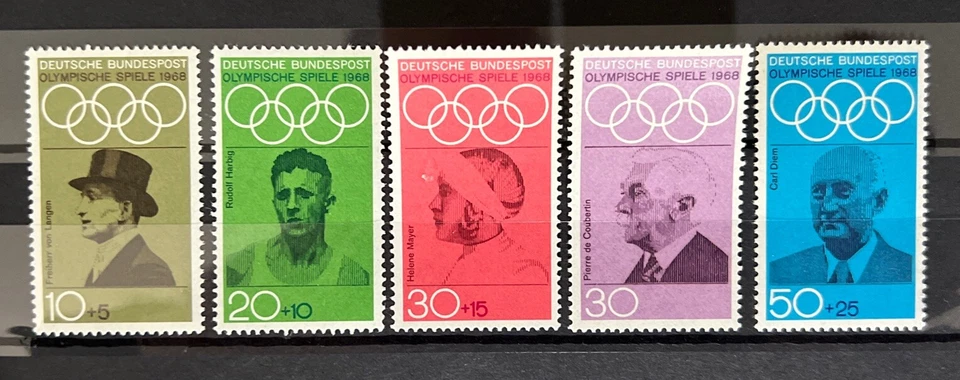 DEUTSCHE BUNDESPOST
OLYMPISCHE SPIELE 1968
Freiherr von Langen
10+5
DEUTSCHE BUNDESPOST
OLYMPISCHE SPIELE 1968
Rudolf Harbig
20+10
DEUTSCHE BUNDESPOST
OLYMPISCHE SPIELE 1968
Helene Mayer
30+15
DEUTSCHE BUNDESPOST
OLYMPISCHE SPIELE 1968
Pierre de Coubertin
30
DEUTSCHE BUNDESPOST
OLYMPISCHE SPIELE 1968
Carl Diem
50+25